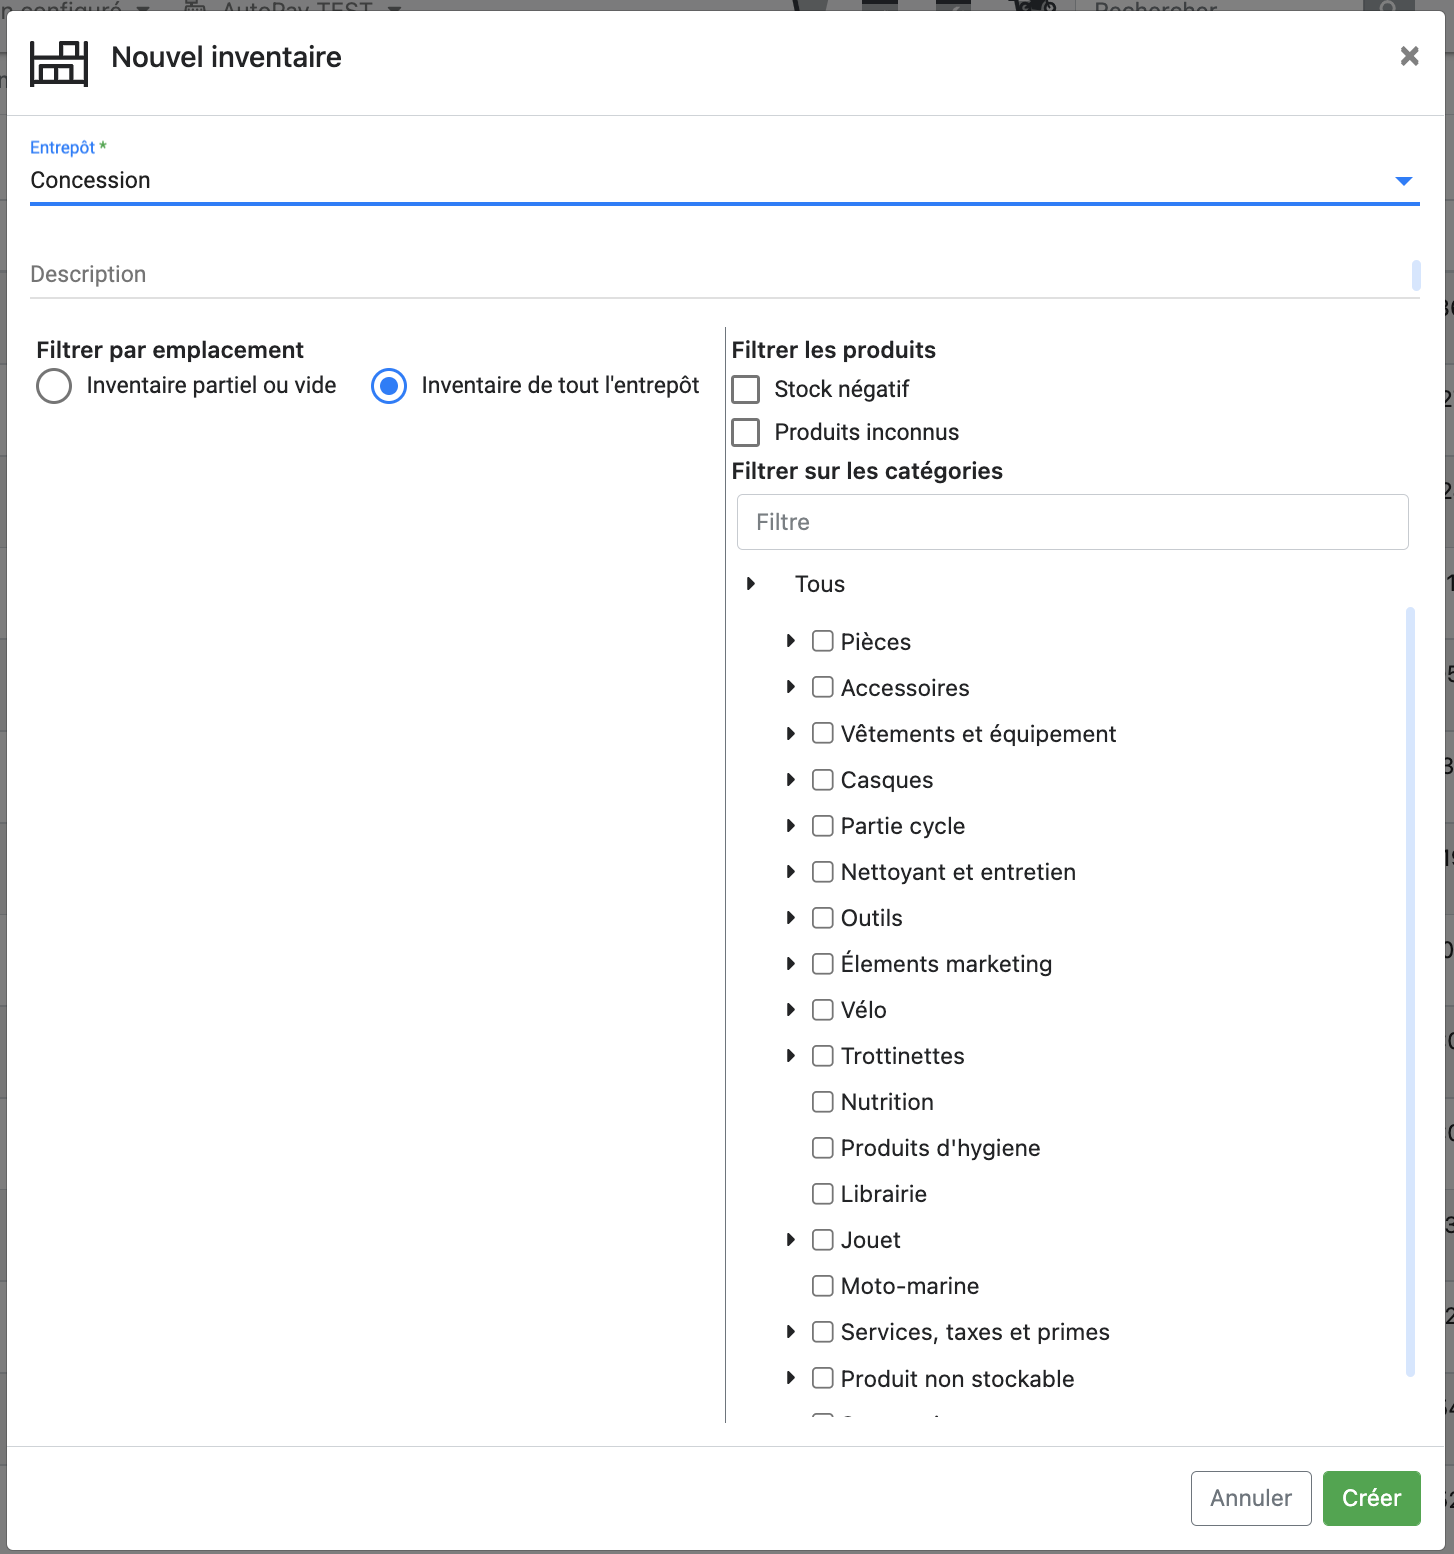 Nouvel inventaire
Entrepôt *
Concession
Description
Filtrer par emplacement
Inventaire partiel ou vide
Inventaire de tout l'entrepôt
Filtrer les produits
Stock négatif
Produits inconnus
Filtrer sur les catégories
Filtre
Tous
Pièces
Accessoires
Vêtements et équipement
Casques
Partie cycle
Nettoyant et entretien
Outils
Élements marketing
Vélo
Trottinettes
Nutrition
Produits d'hygiene
Librairie
Jouet
Moto-marine
Services, taxes et primes
Produit non stockable
Annuler
Créer